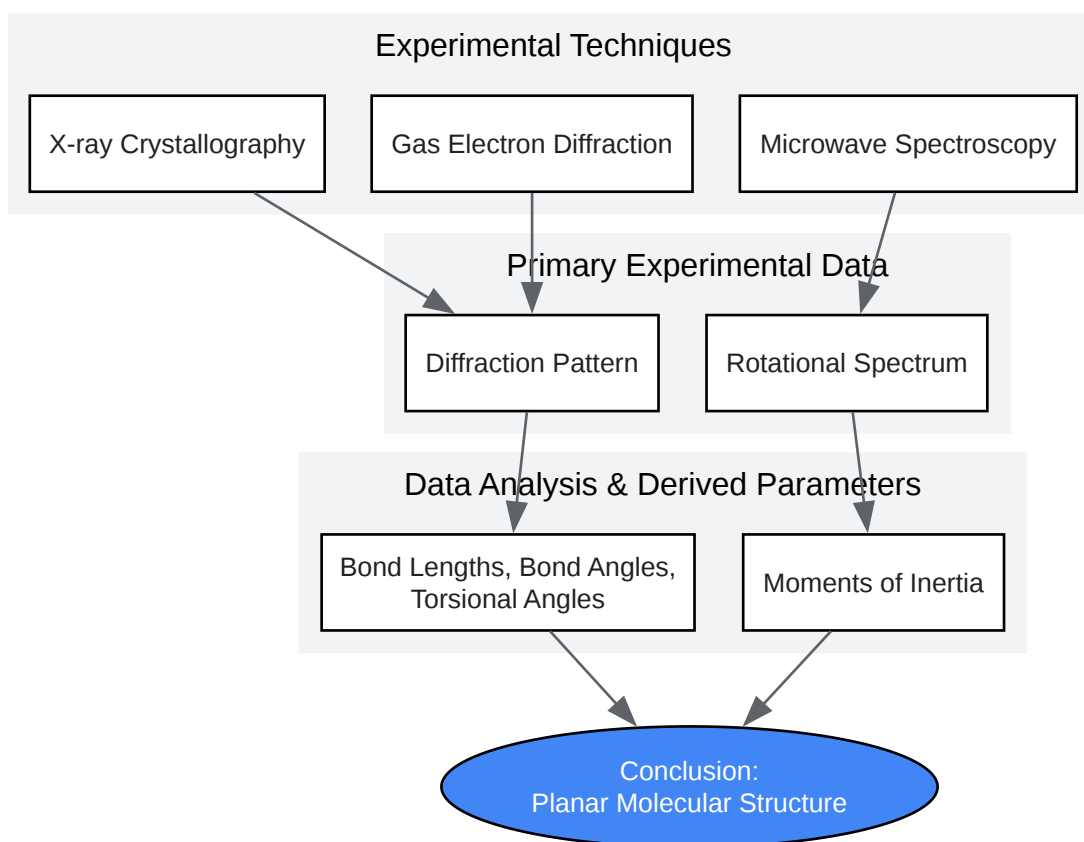 Experimental Techniques
X-ray Crystallography
Gas Electron Diffraction
Microwave Spectroscopy
Primary Experimental Data
Diffraction Pattern
Rotational Spectrum
Data Analysis & Derived Parameters
Bond Lengths, Bond Angles,
Torsional Angles
Moments of Inertia
Conclusion:
Planar Molecular Structure